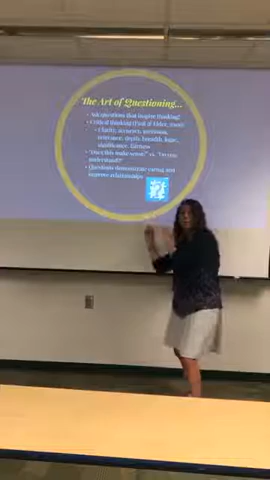 The Art of Questioning...
• Ask questions that inspire thinking!
• Critical thinking (Paul & Elder, 2006)
• Clarity, accuracy, precision,
relevance, depth, breadth, logic,
significance, fairness
• "Does this make sense?" vs. "Do you
understand?"
• Questions demonstrate caring and
improve relationships